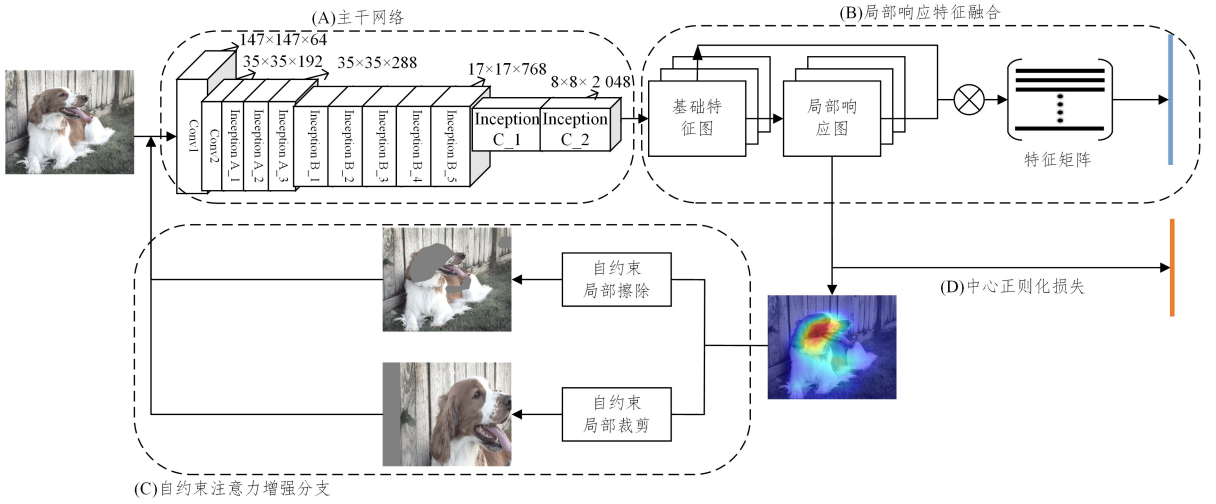 (A)主干网络
147×147×64
35×35×192
35×35×288
17×17×768
8×8×2 048
Conv1
Conv2
Inception A_1
Inception A_2
Inception A_3
Inception B_1
Inception B_2
Inception B_3
Inception B_4
Inception B_5
Inception
C_1
Inception
C_2
(B)局部响应特征融合
基础特
征图
局部响
应图
特征矩阵
自约束
局部擦除
自约束
局部裁剪
(C)自约束注意力增强分支
(D)中心正则化损失